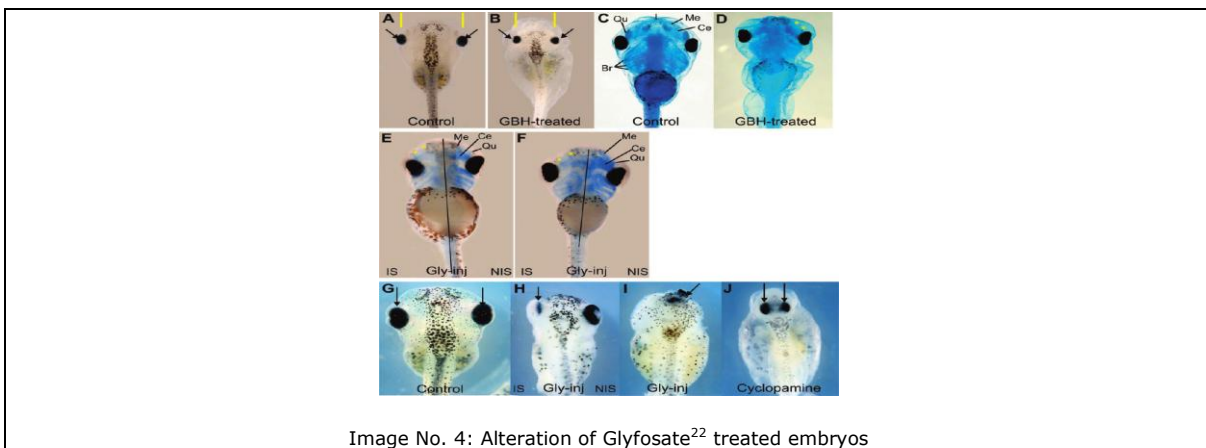 A B C Qu Me Ce D
Br
Control GBH-treated Control GBH-treated
E Me Ce Qu F Me Ce Qu
IS Gly-inj NIS IS Gly-inj NIS
G H I J
Control IS Gly-inj NIS Gly-inj Cyclopamine
Image No. 4: Alteration of Glyfosate²² treated embryos